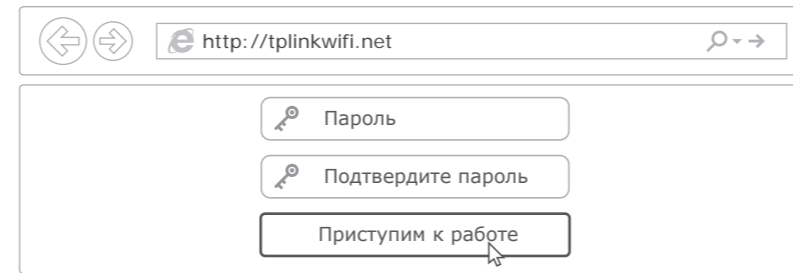 http://tplinkwifi.net
Пароль
Подтвердите пароль
Приступим к работе